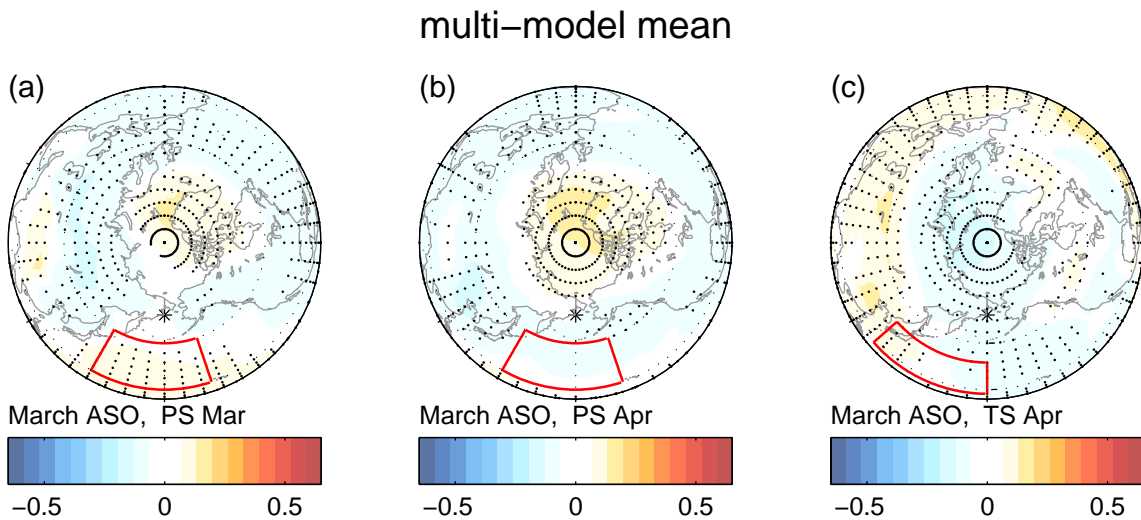 multi−model mean
(a) (b) (c)
March ASO, PS Mar March ASO, PS Apr March ASO, TS Apr
−0.5 0 0.5 −0.5 0 0.5 −0.5 0 0.5